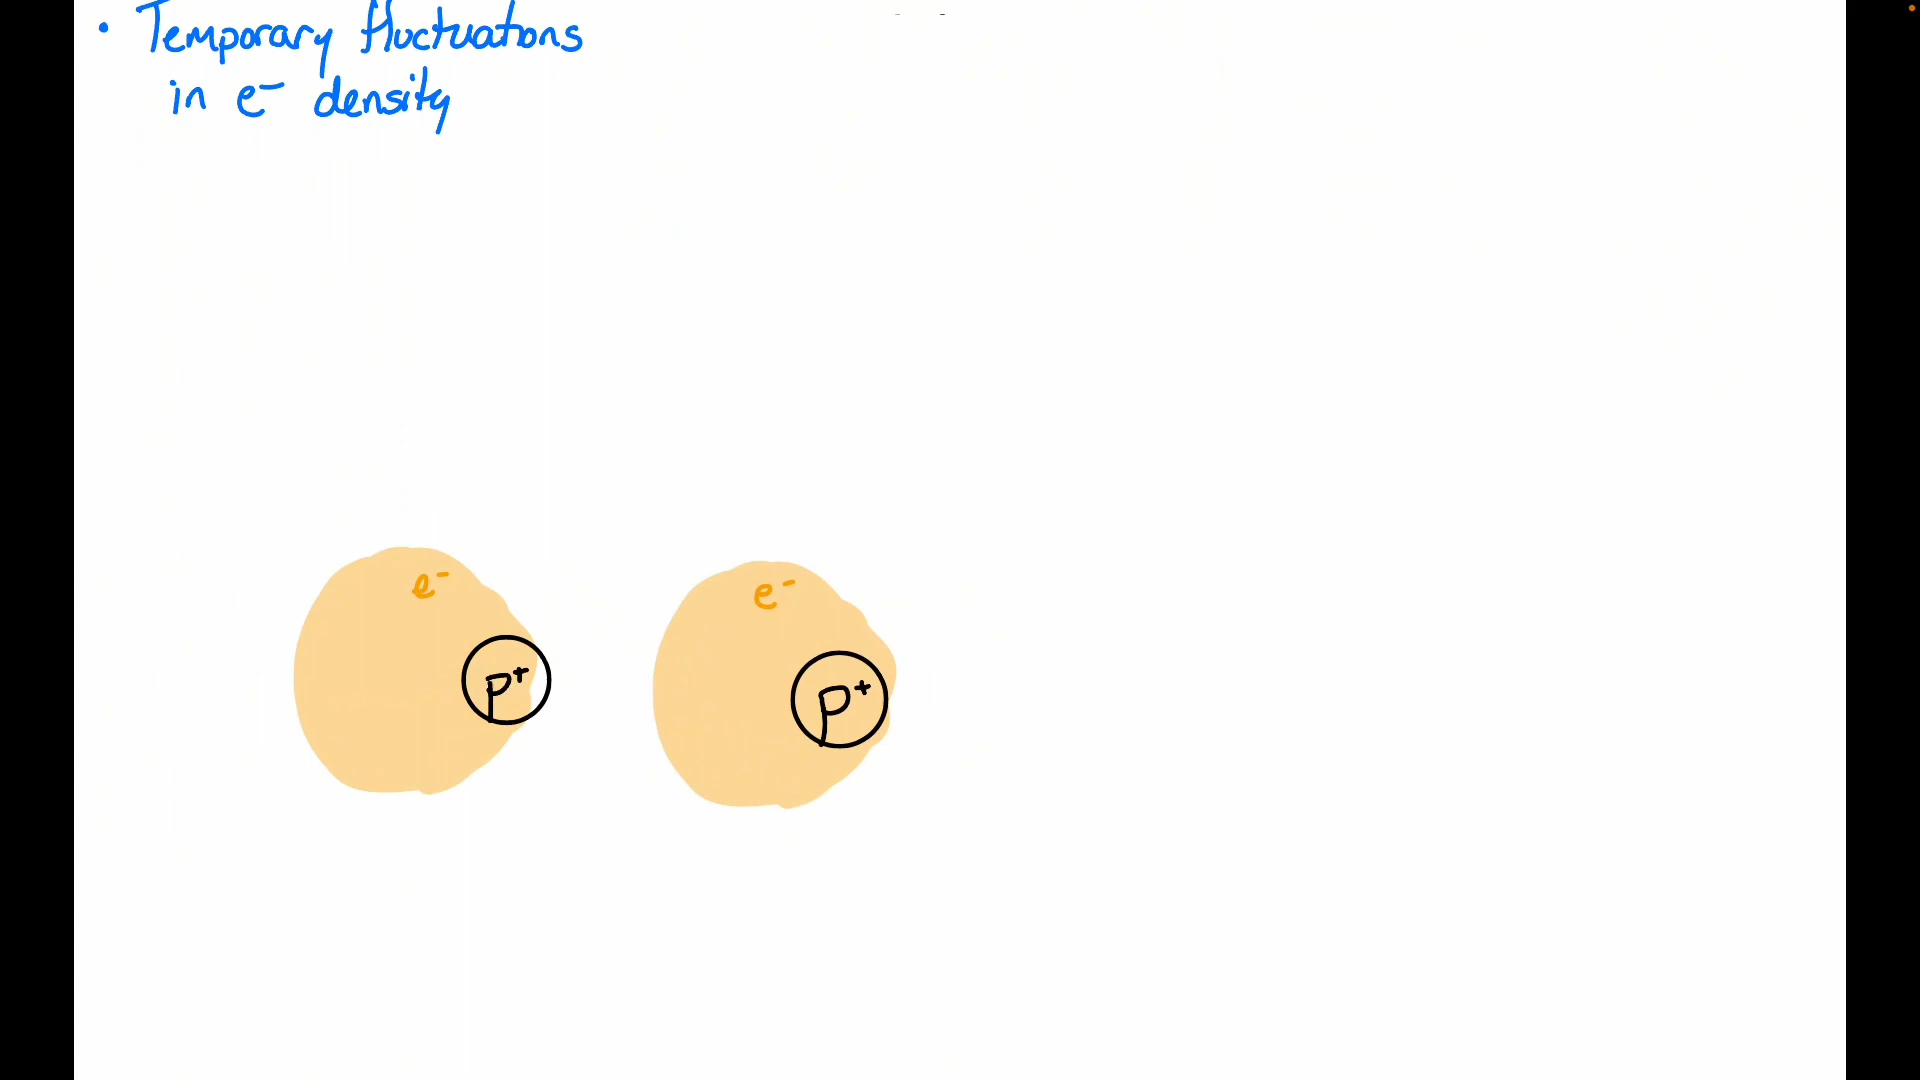 • Temporary fluctuations
in e⁻ density
e⁻
e⁻
p⁺
p⁺